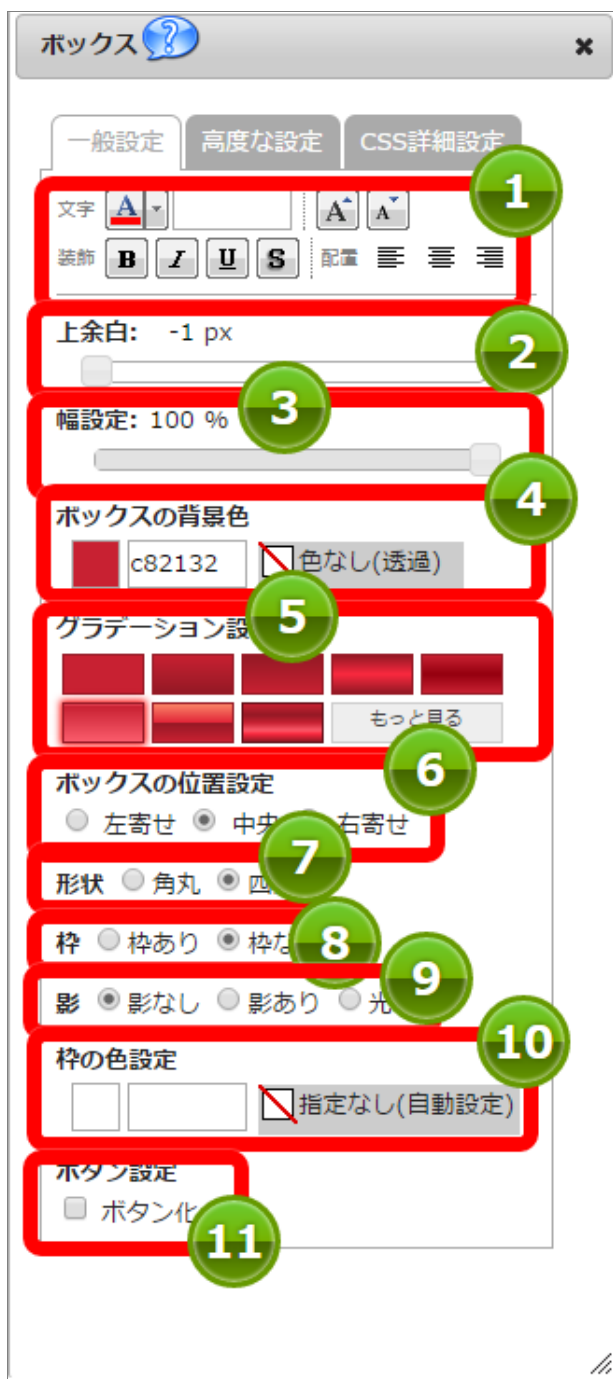 ボックス
一般設定 高度な設定 CSS詳細設定
1
文字 A A A
装飾 B I U S 配置
上余白: -1 px
2
3
幅設定: 100 %
4
ボックスの背景色
c82132 色なし(透過)
5
グラデーション設
もっと見る
6
ボックスの位置設定
左寄せ 中央 右寄せ
7
形状 角丸 四
8
枠 枠あり 枠な
9
影 影なし 影あり 光
10
枠の色設定
指定なし(自動設定)
ボタン設定
ボタン化
11